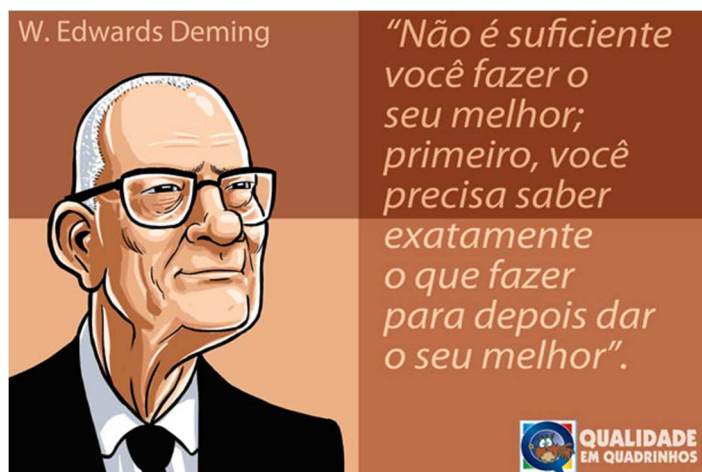 W. Edwards Deming
“Não é suficiente
você fazer o
seu melhor;
primeiro, você
precisa saber
exatamente
o que fazer
para depois dar
o seu melhor”.
QUALIDADE
EM QUADRINHOS